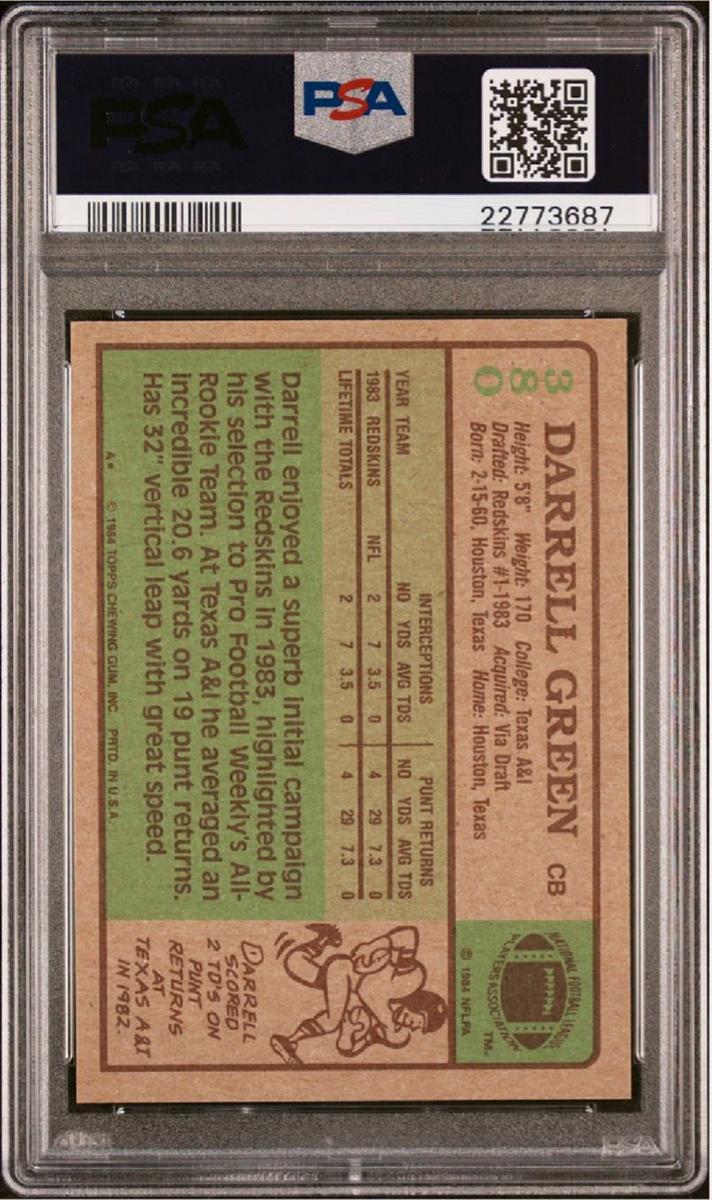 PSA
PSA
22773687
380
DARRELL GREEN CB
Height: 5'8" Weight: 170 College: Texas A&I
Drafted: Redskins #1-1983 Acquired: Via Draft
Born: 2-15-60, Houston, Texas Home: Houston, Texas
NATIONAL FOOTBALL LEAGUE
PLAYERS ASSOCIATION
TM
© 1984 NFLPA
INTERCEPTIONS PUNT RETURNS
YEAR TEAM NO YDS AVG TDS NO YDS AVG TDS
1983 REDSKINS NFL 2 7 3.5 0 4 29 7.3 0
LIFETIME TOTALS 2 7 3.5 0 4 29 7.3 0
Darrell enjoyed a superb initial campaign
with the Redskins in 1983, highlighted by
his selection to Pro Football Weekly's All-
Rookie Team. At Texas A&I he averaged an
incredible 20.6 yards on 19 punt returns.
Has 32" vertical leap with great speed.
DARRELL
SCORED
2 TD'S ON
PUNT
RETURNS
AT
TEXAS A&I
IN 1982.
A* © 1984 TOPPS CHEWING GUM, INC. PRTD. IN U.S.A.
PSA